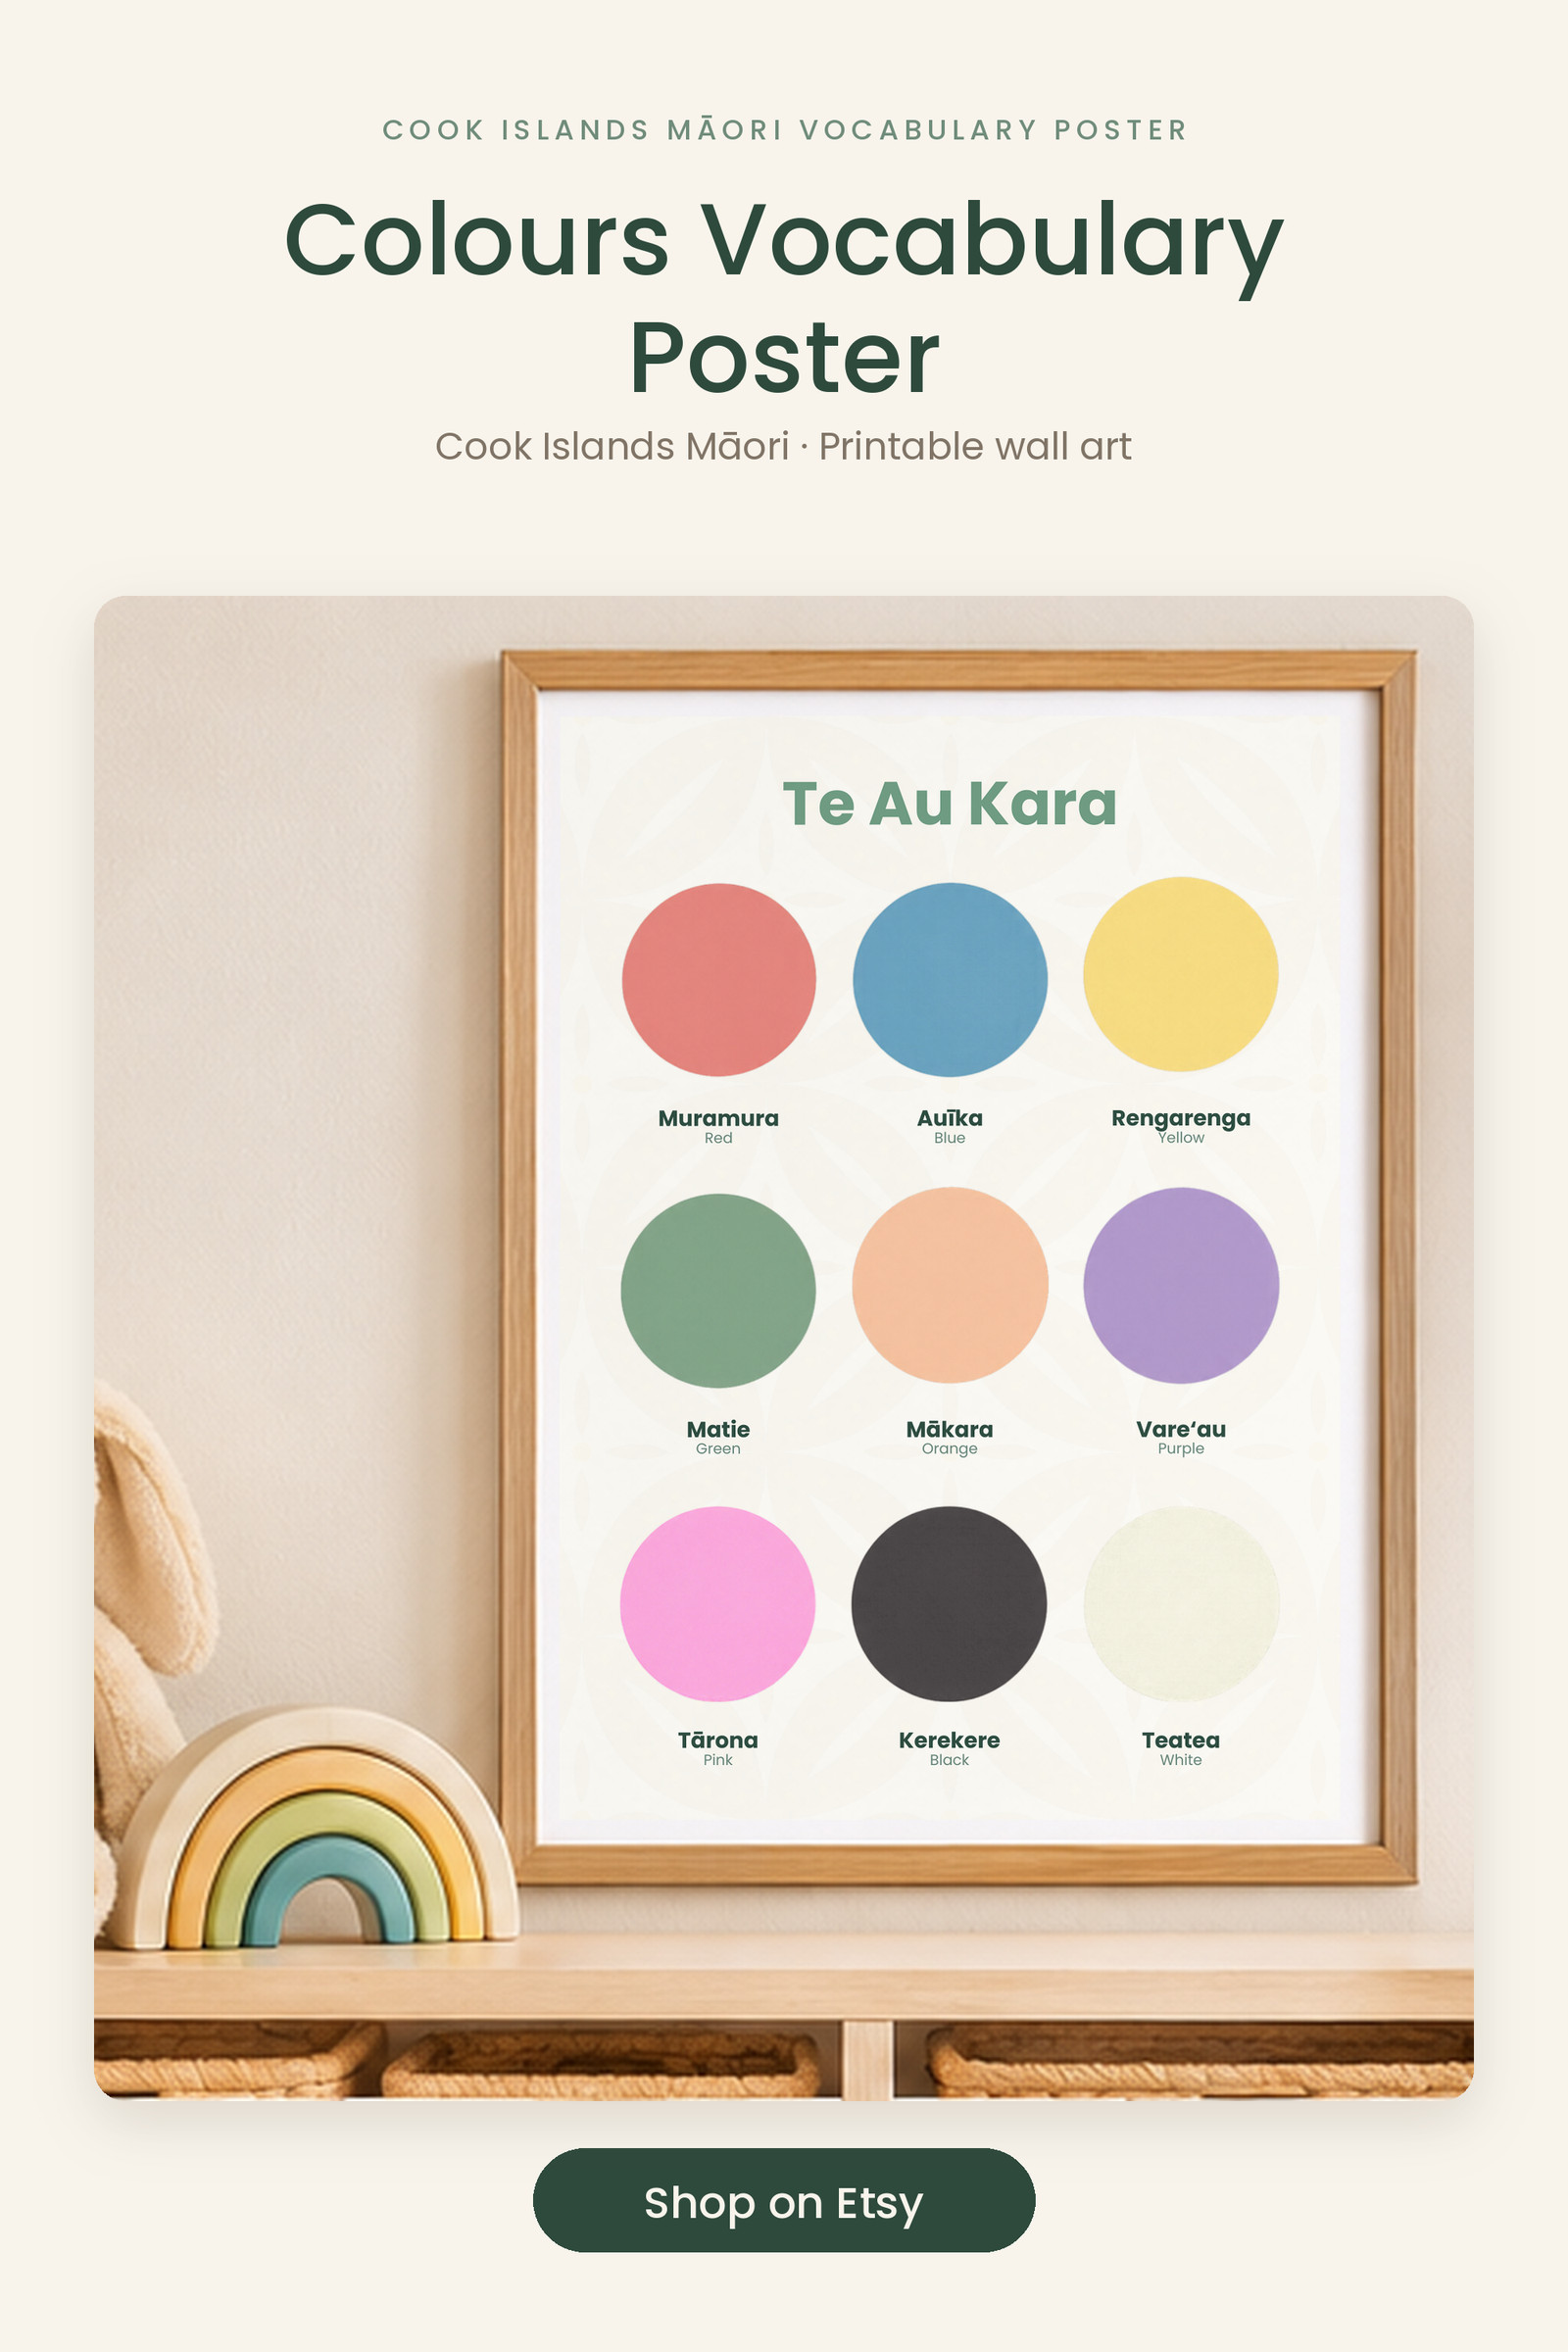 COOK ISLANDS MĀORI VOCABULARY POSTER
Colours Vocabulary
Poster
Cook Islands Māori · Printable wall art
Te Au Kara
Muramura
Red
Auīka
Blue
Rengarenga
Yellow
Matie
Green
Mākara
Orange
Vare‘au
Purple
Tārona
Pink
Kerekere
Black
Teatea
White
Shop on Etsy